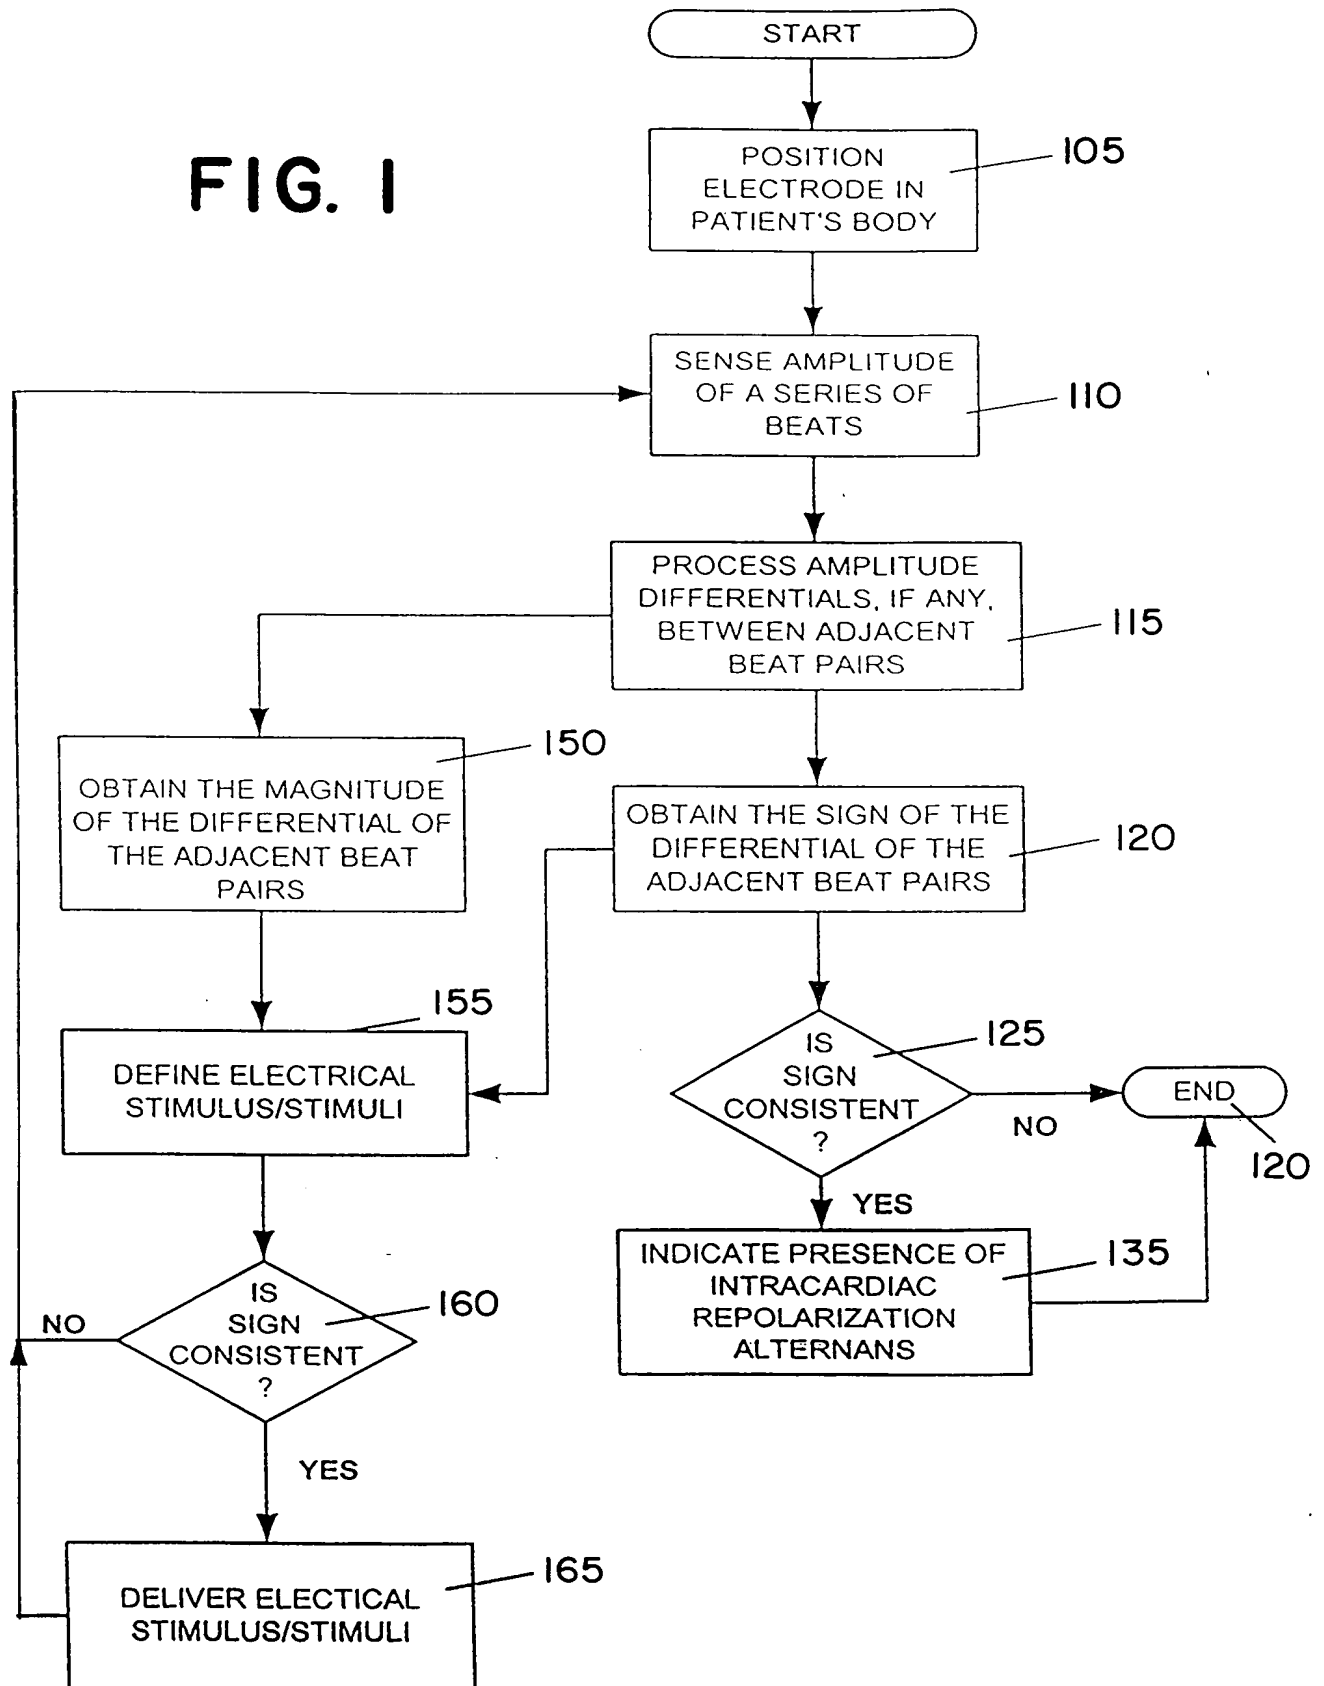 START
FIG. 1
POSITION
ELECTRODE IN
PATIENT'S BODY
105
SENSE AMPLITUDE
OF A SERIES OF
BEATS
110
PROCESS AMPLITUDE
DIFFERENTIALS, IF ANY,
BETWEEN ADJACENT
BEAT PAIRS
115
150
OBTAIN THE MAGNITUDE
OF THE DIFFERENTIAL OF
THE ADJACENT BEAT
PAIRS
OBTAIN THE SIGN OF THE
DIFFERENTIAL OF THE
ADJACENT BEAT PAIRS
120
155
DEFINE ELECTRICAL
STIMULUS/STIMULI
IS
SIGN
CONSISTENT
?
125
NO
END
120
YES
INDICATE PRESENCE OF
INTRACARDIAC
REPOLARIZATION
ALTERNANS
135
IS
SIGN
CONSISTENT
?
160
NO
YES
DELIVER ELECTICAL
STIMULUS/STIMULI
165